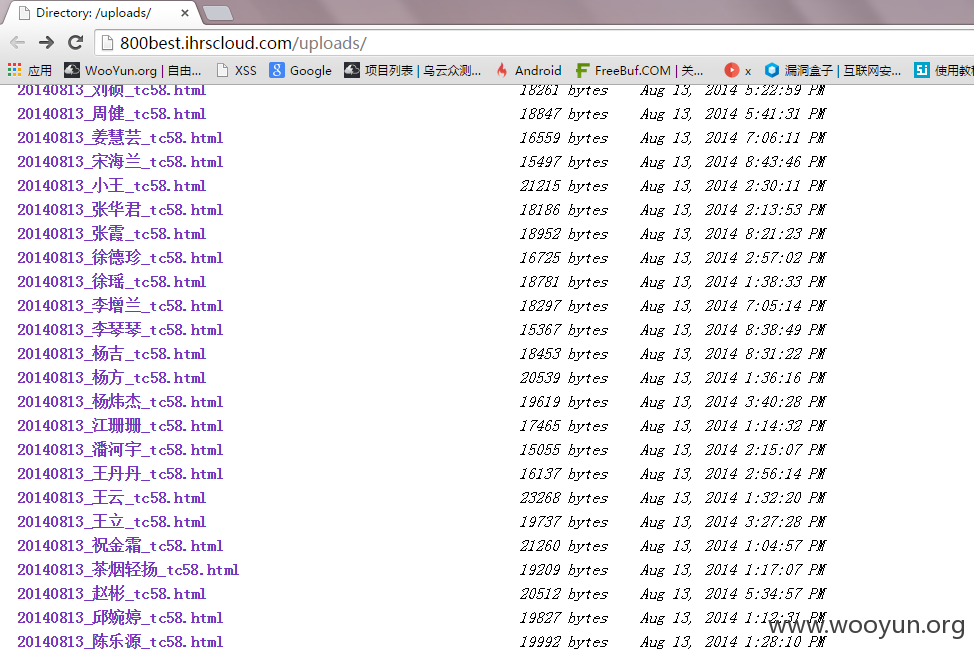 Directory: /uploads/
800best.ihrscloud.com/uploads/
应用 WooYun.org | 自由... XSS Google 项目列表 | 乌云众测... Android FreeBuf.COM | 关... x 漏洞盒子 | 互联网安... 使用教程
20140813_刘硕_tc58.html 18261 bytes Aug 13, 2014 5:22:59 PM
20140813_周健_tc58.html 18847 bytes Aug 13, 2014 5:41:31 PM
20140813_姜慧芸_tc58.html 16559 bytes Aug 13, 2014 7:06:11 PM
20140813_宋海兰_tc58.html 15497 bytes Aug 13, 2014 8:43:46 PM
20140813_小王_tc58.html 21215 bytes Aug 13, 2014 2:30:11 PM
20140813_张华君_tc58.html 18186 bytes Aug 13, 2014 2:13:53 PM
20140813_张霞_tc58.html 18952 bytes Aug 13, 2014 8:21:23 PM
20140813_徐德珍_tc58.html 16725 bytes Aug 13, 2014 2:57:02 PM
20140813_徐瑶_tc58.html 18781 bytes Aug 13, 2014 1:38:33 PM
20140813_李增兰_tc58.html 18297 bytes Aug 13, 2014 7:05:14 PM
20140813_李琴琴_tc58.html 15367 bytes Aug 13, 2014 8:38:49 PM
20140813_杨吉_tc58.html 18453 bytes Aug 13, 2014 8:31:22 PM
20140813_杨方_tc58.html 20539 bytes Aug 13, 2014 1:36:16 PM
20140813_杨炜杰_tc58.html 19619 bytes Aug 13, 2014 3:40:28 PM
20140813_江珊珊_tc58.html 17465 bytes Aug 13, 2014 1:14:32 PM
20140813_潘河宇_tc58.html 15055 bytes Aug 13, 2014 2:15:07 PM
20140813_王丹丹_tc58.html 16137 bytes Aug 13, 2014 2:56:14 PM
20140813_王云_tc58.html 23268 bytes Aug 13, 2014 1:32:20 PM
20140813_王立_tc58.html 19737 bytes Aug 13, 2014 3:27:28 PM
20140813_祝金霜_tc58.html 21260 bytes Aug 13, 2014 1:04:57 PM
20140813_茶烟轻扬_tc58.html 19209 bytes Aug 13, 2014 1:17:07 PM
20140813_赵彬_tc58.html 20512 bytes Aug 13, 2014 5:34:57 PM
20140813_邱婉婷_tc58.html 19827 bytes Aug 13, 2014 1:12:31 PM
20140813_陈乐源_tc58.html 19992 bytes Aug 13, 2014 1:28:10 PM
www.wooyun.org